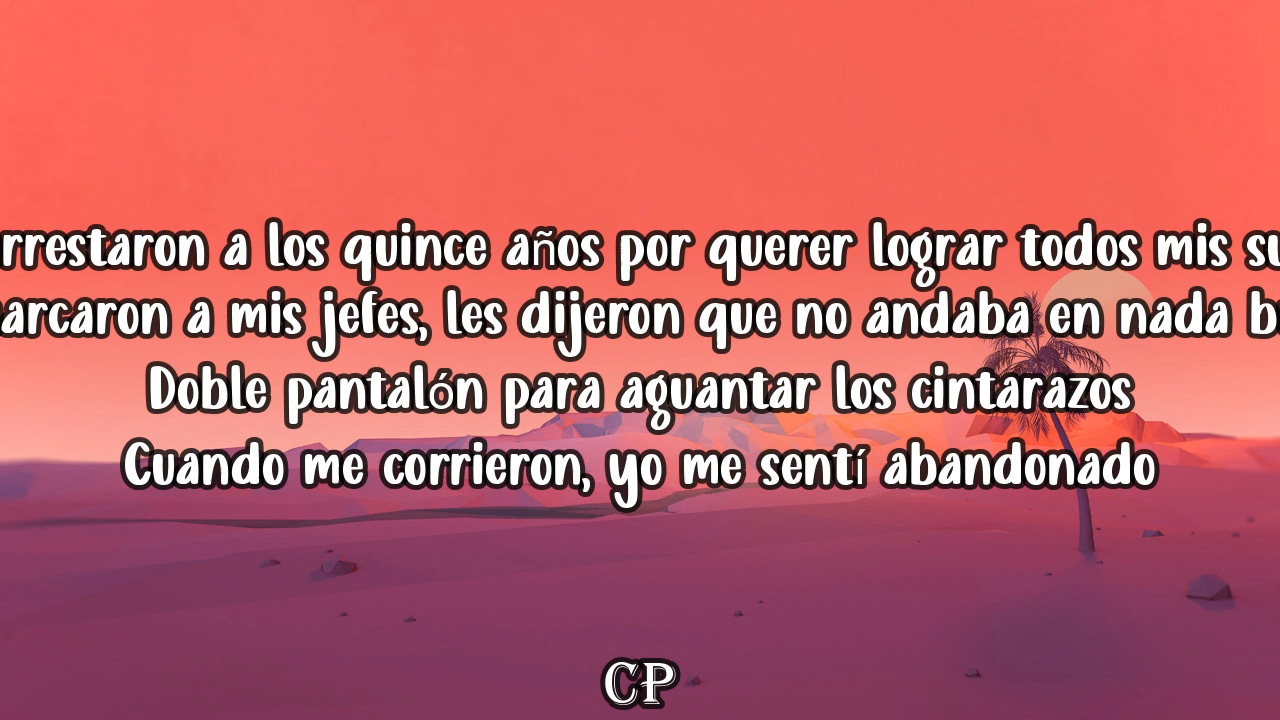 rrestaron a los quince años por querer lograr todos mis su
arcaron a mis jefes, les dijeron que no andaba en nada b
Doble pantalón para aguantar los cintarazos
Cuando me corrieron, yo me sentí abandonado
CP